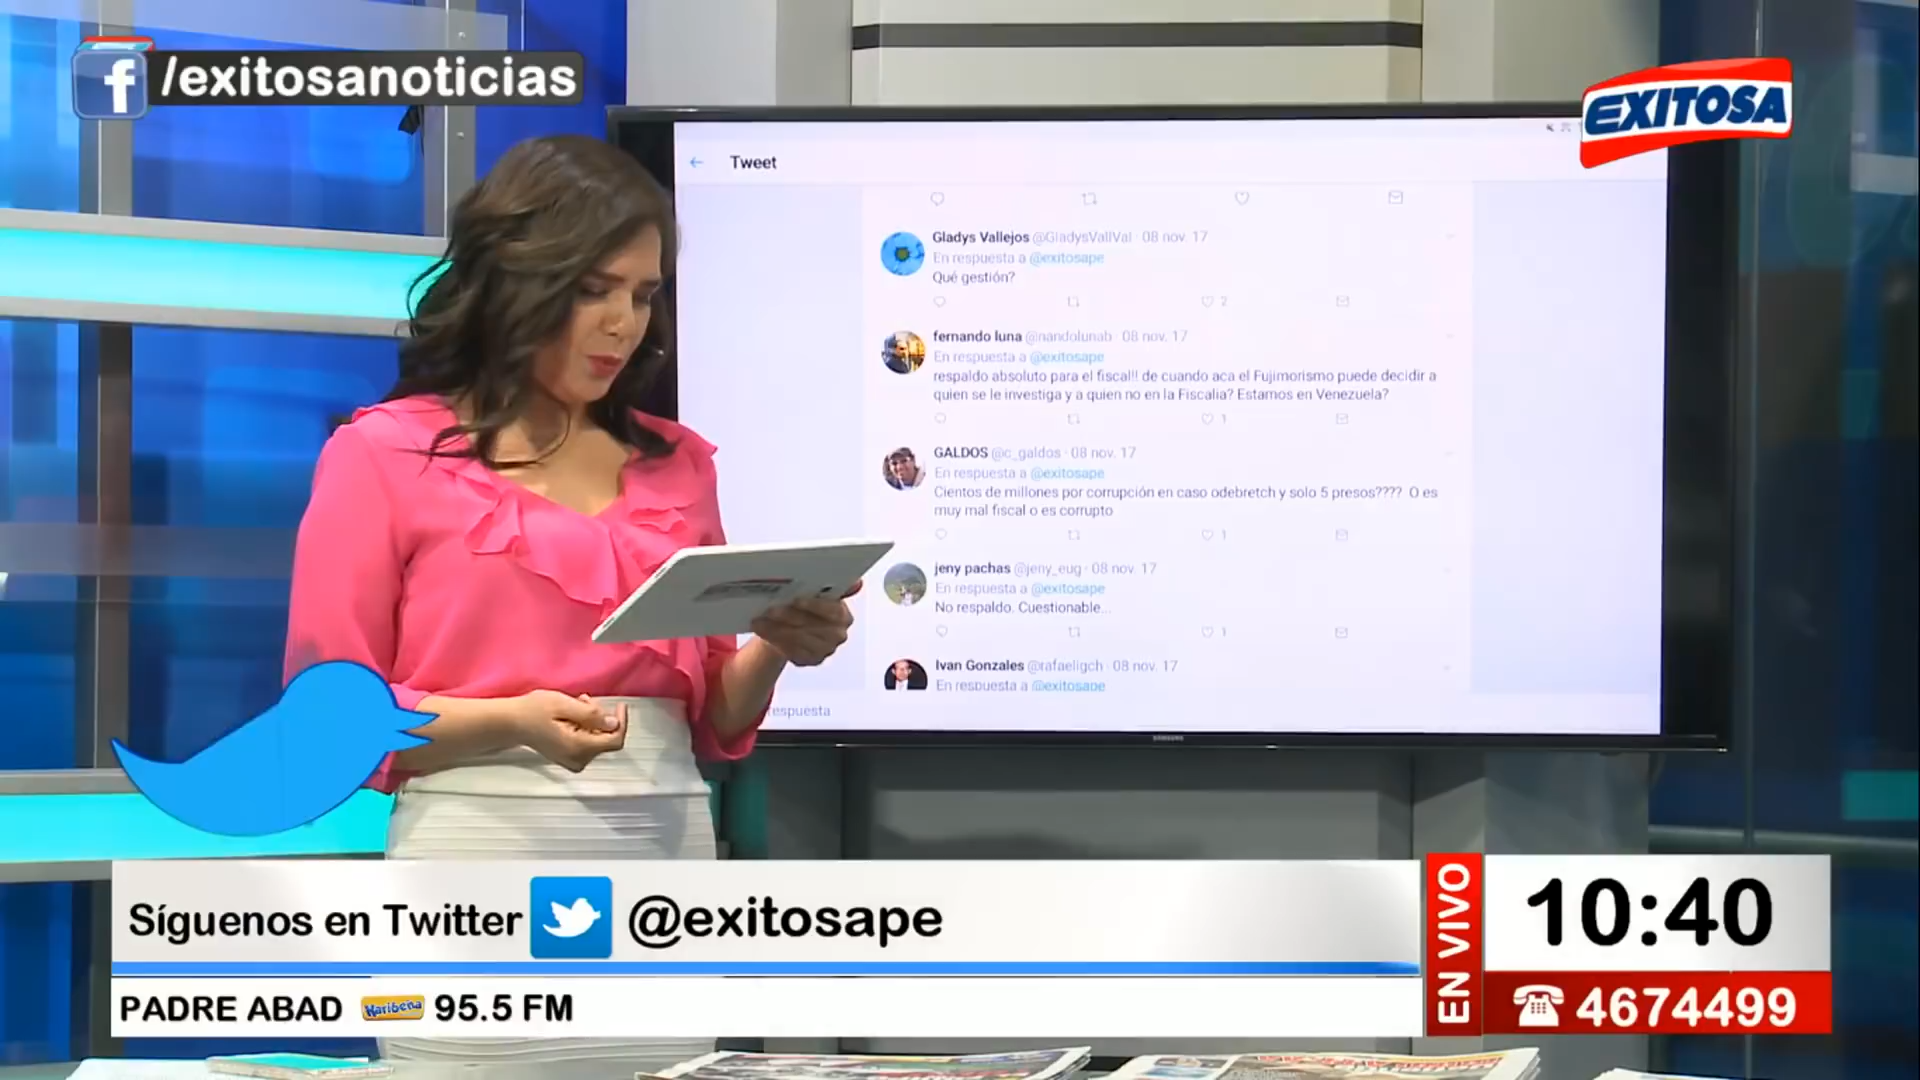 f /exitosanoticias
EXITOSA
Tweet
Gladys Vallejos @GladysVallVal · 08 nov. 17
En respuesta a @exitosape
Qué gestión?
2
fernando luna @nandolunab · 08 nov. 17
En respuesta a @exitosape
respaldo absoluto para el fiscal!! de cuando aca el Fujimorismo puede decidir a
quien se le investiga y a quien no en la Fiscalia? Estamos en Venezuela?
1
GALDOS @c_galdos · 08 nov. 17
En respuesta a @exitosape
Cientos de millones por corrupción en caso odebretch y solo 5 presos???? O es
muy mal fiscal o es corrupto
1
jeny pachas @jeny_eug · 08 nov. 17
En respuesta a @exitosape
No respaldo. Cuestionable...
1
Ivan Gonzales @rafaeligch · 08 nov. 17
En respuesta a @exitosape
respuesta
SAMSUNG
Síguenos en Twitter @exitosape
PADRE ABAD Karibeña 95.5 FM
EN VIVO
10:40
4674499